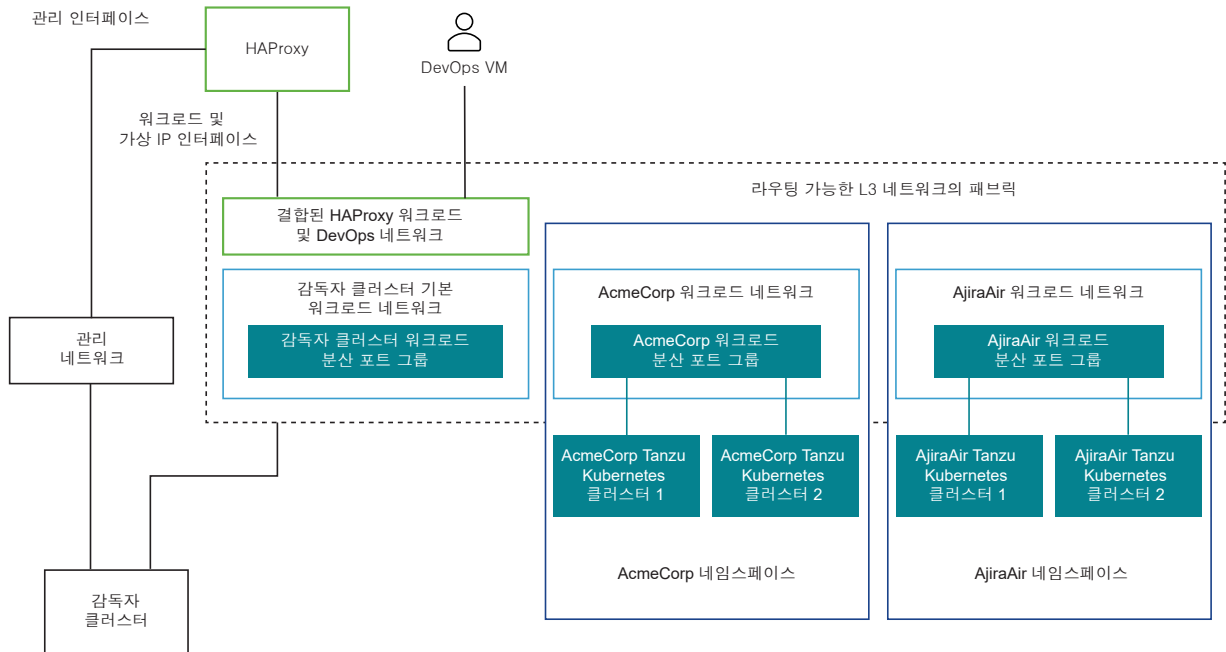 관리 인터페이스
HAProxy
DevOps VM
워크로드 및
가상 IP 인터페이스
라우팅 가능한 L3 네트워크의 패브릭
결합된 HAProxy 워크로드
및 DevOps 네트워크
감독자 클러스터 기본
워크로드 네트워크
감독자 클러스터 워크로드
분산 포트 그룹
AcmeCorp 워크로드 네트워크
AcmeCorp 워크로드
분산 포트 그룹
AjiraAir 워크로드 네트워크
AjiraAir 워크로드
분산 포트 그룹
관리
네트워크
AcmeCorp Tanzu
Kubernetes
클러스터 1
AcmeCorp Tanzu
Kubernetes
클러스터 2
AjiraAir Tanzu
Kubernetes
클러스터 1
AjiraAir Tanzu
Kubernetes
클러스터 2
AcmeCorp 네임스페이스
AjiraAir 네임스페이스
감독자
클러스터